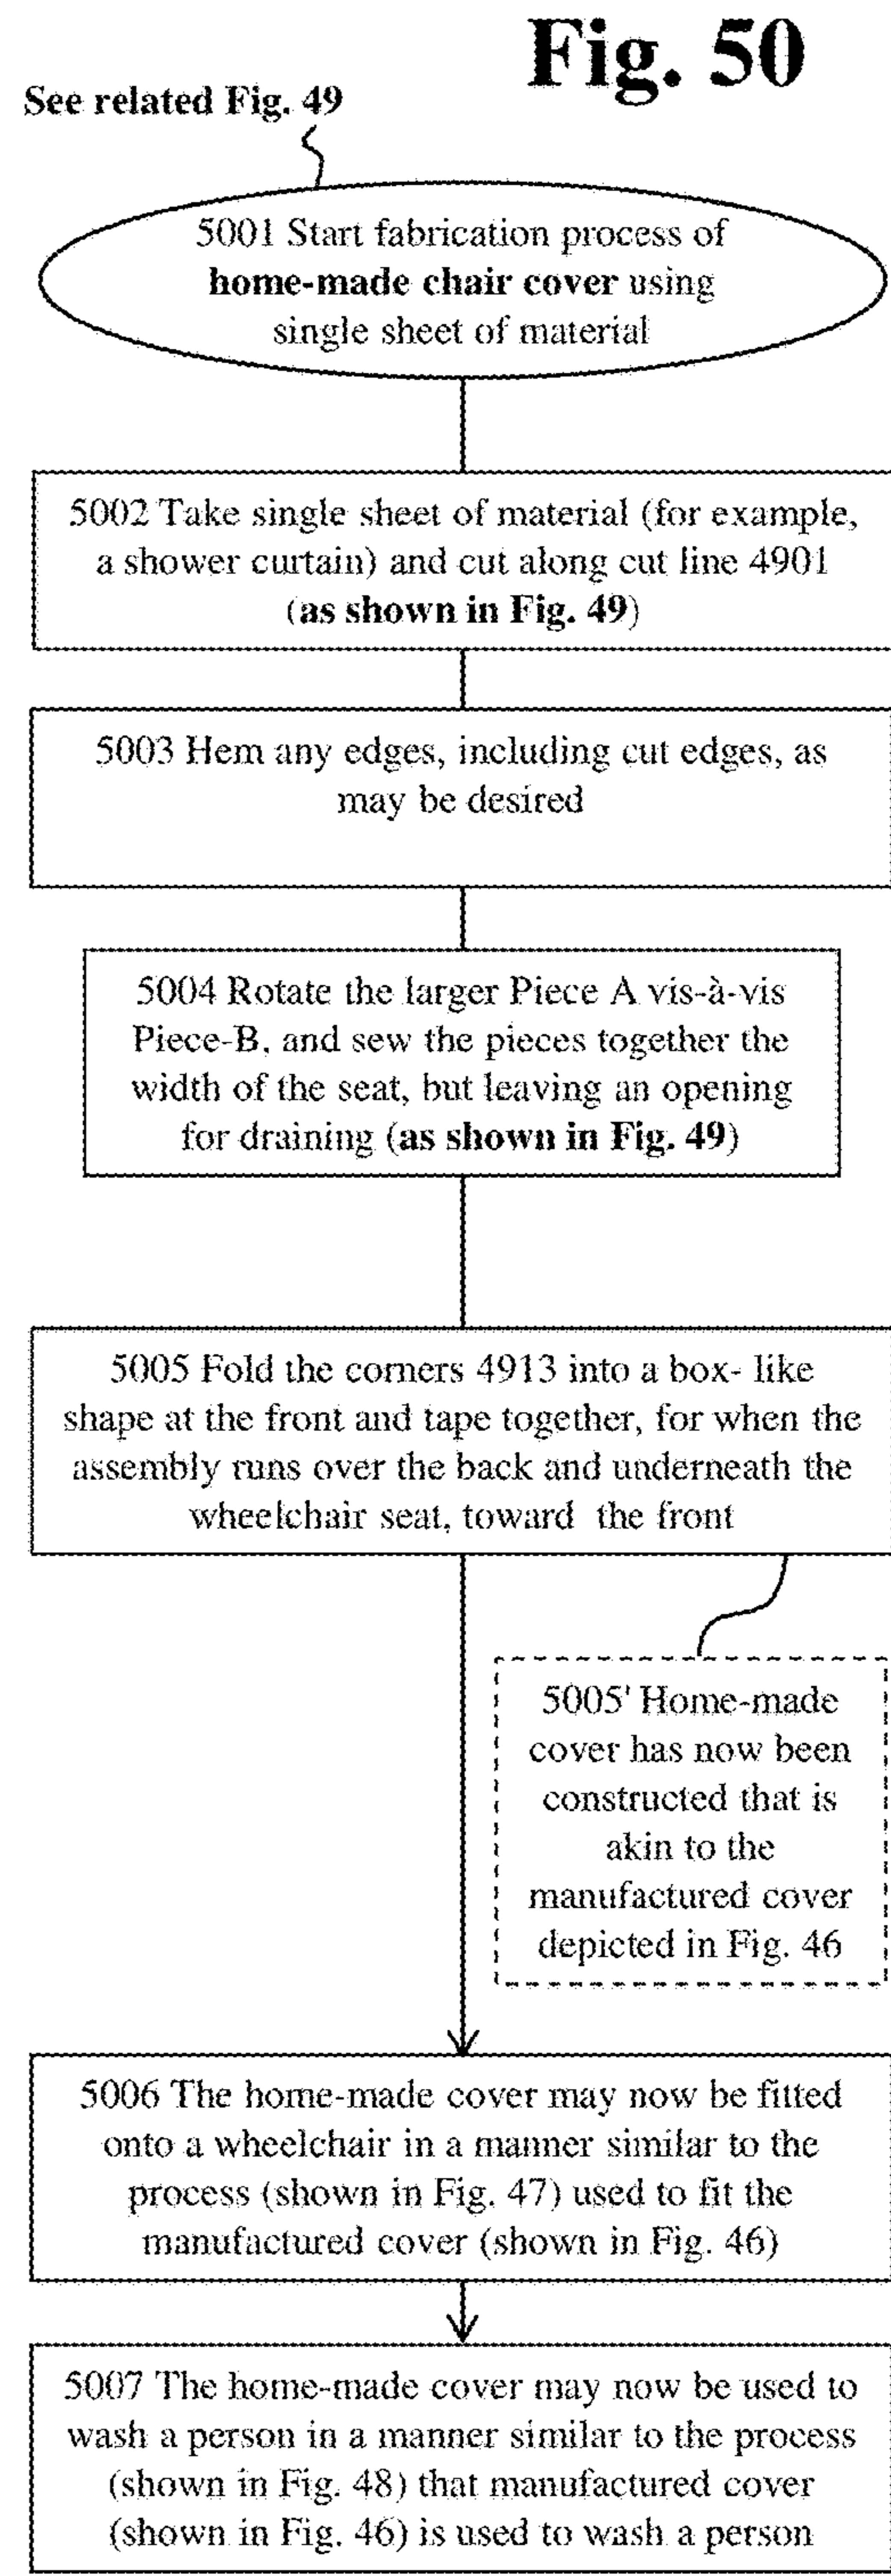 Fig. 50
See related Fig. 49
5001 Start fabrication process of
home-made chair cover using
single sheet of material
5002 Take single sheet of material (for example,
a shower curtain) and cut along cut line 4901
(as shown in Fig. 49)
5003 Hem any edges, including cut edges, as
may be desired
5004 Rotate the larger Piece A vis-à-vis
Piece-B, and sew the pieces together the
width of the seat, but leaving an opening
for draining (as shown in Fig. 49)
5005 Fold the corners 4913 into a box- like
shape at the front and tape together, for when the
assembly runs over the back and underneath the
wheelchair seat, toward the front
5005' Home-made
cover has now been
constructed that is
akin to the
manufactured cover
depicted in Fig. 46
5006 The home-made cover may now be fitted
onto a wheelchair in a manner similar to the
process (shown in Fig. 47) used to fit the
manufactured cover (shown in Fig. 46)
5007 The home-made cover may now be used to
wash a person in a manner similar to the process
(shown in Fig. 48) that manufactured cover
(shown in Fig. 46) is used to wash a person